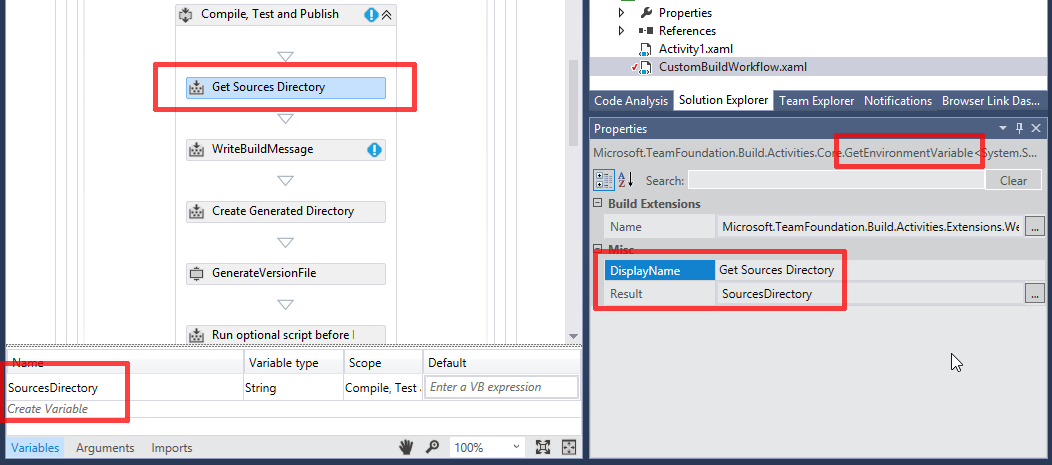 Compile, Test and Publish
Get Sources Directory
WriteBuildMessage
Create Generated Directory
GenerateVersionFile
Run optional script before
Name Variable type Scope Default
SourcesDirectory String Compile, Test Enter a VB expression
Create Variable
Variables Arguments Imports 100%
Properties
References
Activity1.xaml
CustomBuildWorkflow.xaml
Code Analysis Solution Explorer Team Explorer Notifications Browser Link Das...
Properties
Microsoft.TeamFoundation.Build.Activities.Core.GetEnvironmentVariable<System.S...
A Z Search: Clear
Build Extensions
Name Microsoft.TeamFoundation.Build.Activities.Extensions.We ...
Misc
DisplayName Get Sources Directory
Result SourcesDirectory ...